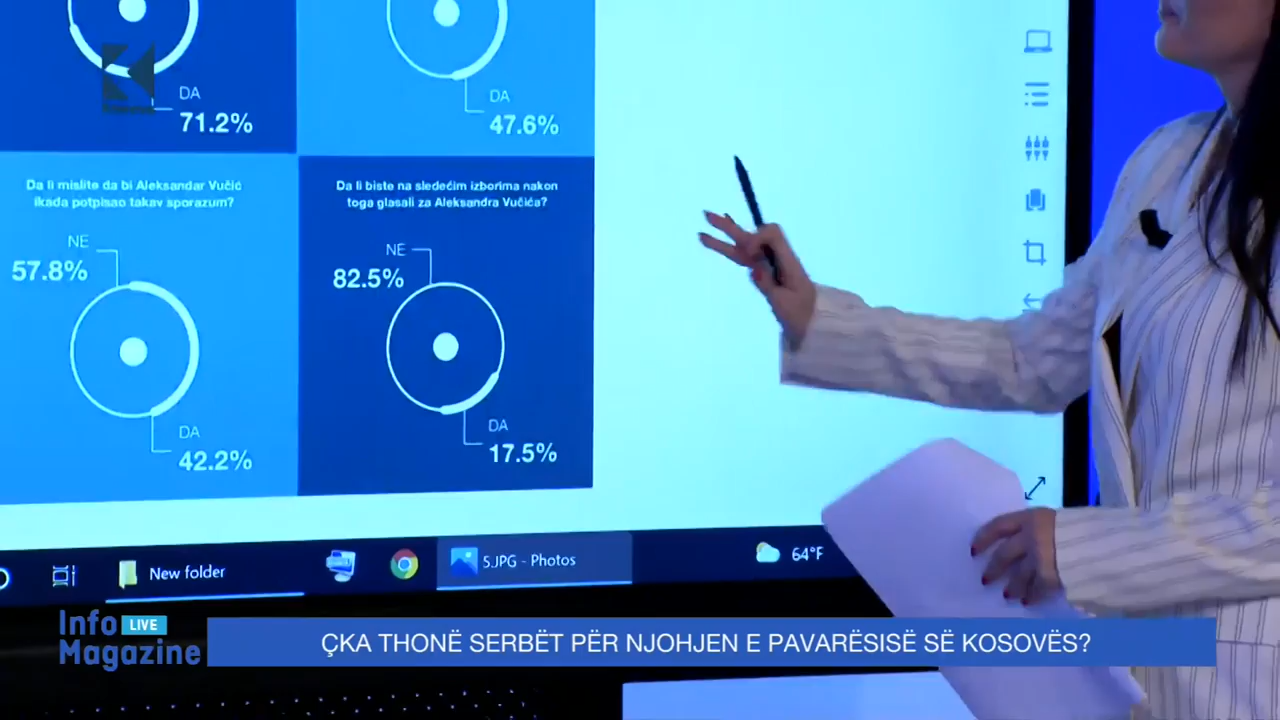 DA
71.2%
DA
47.6%
Da li mislite da bi Aleksandar Vučić
ikada potpisao takav sporazum?
NE
57.8%
DA
42.2%
Da li biste na sledećim izborima nakon
toga glasali za Aleksandra Vučića?
NE
82.5%
DA
17.5%
New folder
5.JPG - Photos
64°F
Info
LIVE
Magazine
ÇKA THONË SERBËT PËR NJOHJEN E PAVARËSISË SË KOSOVËS?